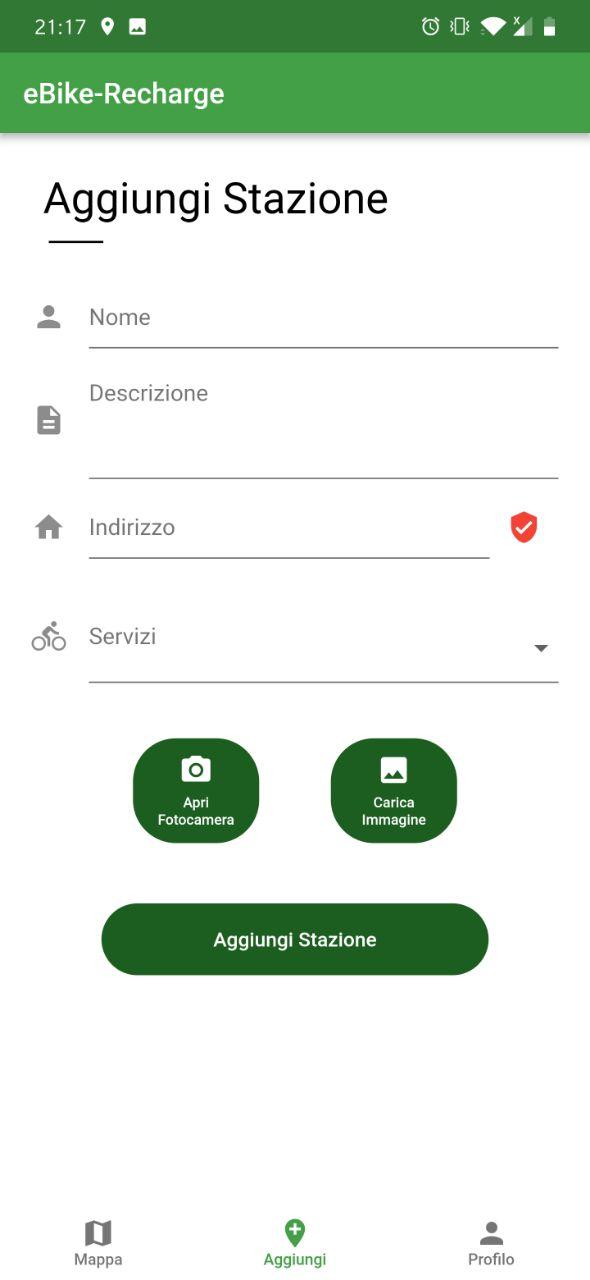 21:17
eBike-Recharge
Aggiungi Stazione
Nome
Descrizione
Indirizzo
Servizi
Apri
Fotocamera
Carica
Immagine
Aggiungi Stazione
Mappa
Aggiungi
Profilo